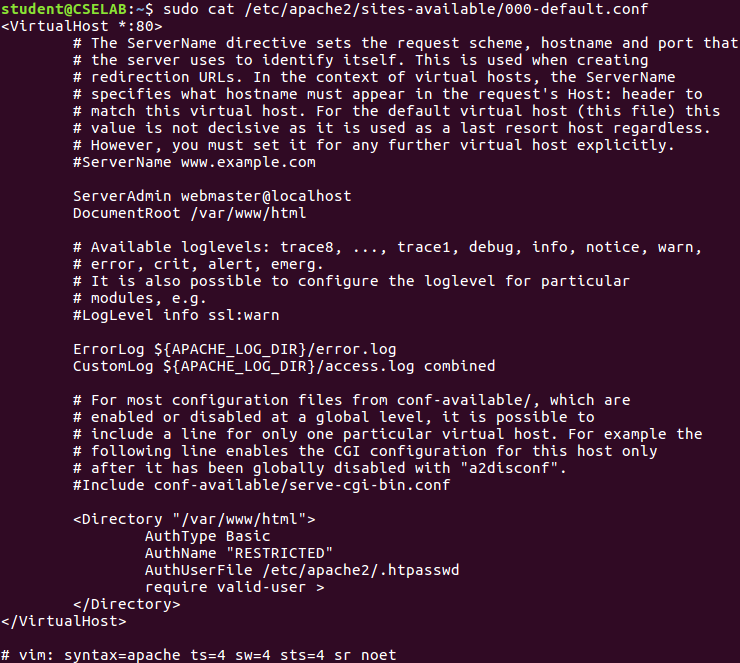 student@CSELAB:~$ sudo cat /etc/apache2/sites-available/000-default.conf
<VirtualHost *:80>
        # The ServerName directive sets the request scheme, hostname and port that
        # the server uses to identify itself. This is used when creating
        # redirection URLs. In the context of virtual hosts, the ServerName
        # specifies what hostname must appear in the request's Host: header to
        # match this virtual host. For the default virtual host (this file) this
        # value is not decisive as it is used as a last resort host regardless.
        # However, you must set it for any further virtual host explicitly.
        #ServerName www.example.com

        ServerAdmin webmaster@localhost
        DocumentRoot /var/www/html

        # Available loglevels: trace8, ..., trace1, debug, info, notice, warn,
        # error, crit, alert, emerg.
        # It is also possible to configure the loglevel for particular
        # modules, e.g.
        #LogLevel info ssl:warn

        ErrorLog ${APACHE_LOG_DIR}/error.log
        CustomLog ${APACHE_LOG_DIR}/access.log combined

        # For most configuration files from conf-available/, which are
        # enabled or disabled at a global level, it is possible to
        # include a line for only one particular virtual host. For example the
        # following line enables the CGI configuration for this host only
        # after it has been globally disabled with "a2disconf".
        #Include conf-available/serve-cgi-bin.conf

        <Directory "/var/www/html">
                AuthType Basic
                AuthName "RESTRICTED"
                AuthUserFile /etc/apache2/.htpasswd
                require valid-user >
        </Directory>
</VirtualHost>

# vim: syntax=apache ts=4 sw=4 sts=4 sr noet